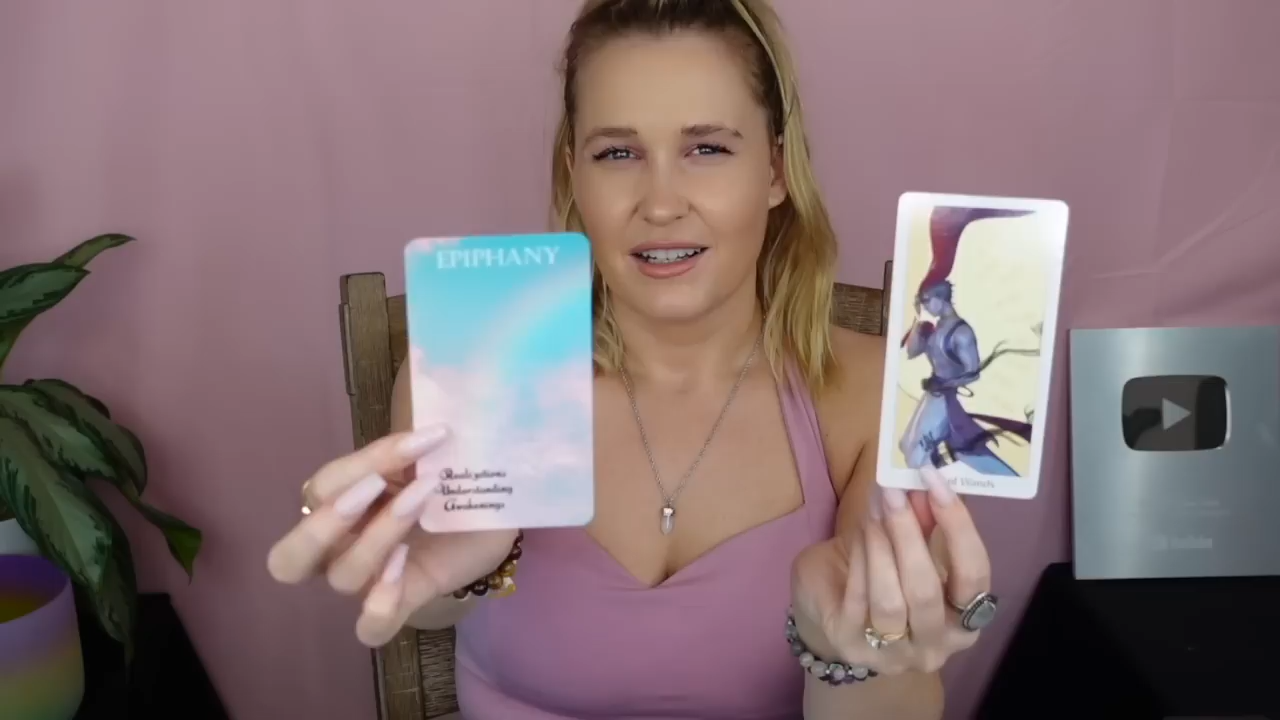 EPIPHANY
Realizations
Understanding
Awakenings
of Wands